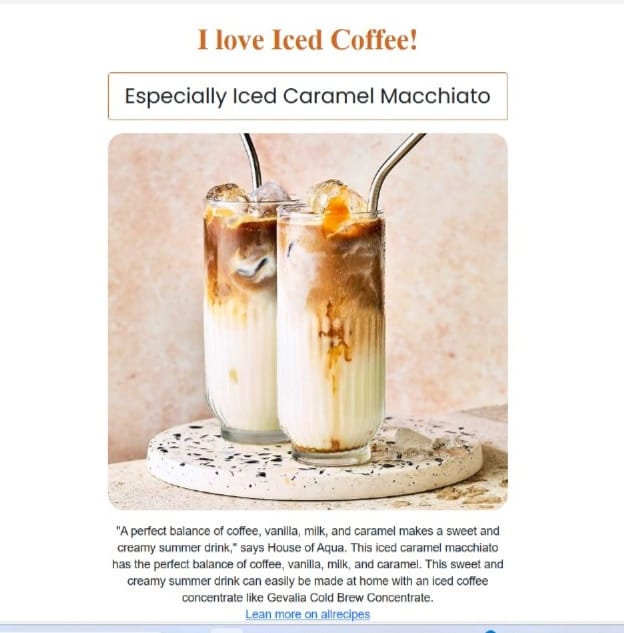 I love Iced Coffee!
Especially Iced Caramel Macchiato
"A perfect balance of coffee, vanilla, milk, and caramel makes a sweet and
creamy summer drink," says House of Aqua. This iced caramel macchiato
has the perfect balance of coffee, vanilla, milk, and caramel. This sweet and
creamy summer drink can easily be made at home with an iced coffee
concentrate like Gevalia Cold Brew Concentrate.
Lean more on allrecipes